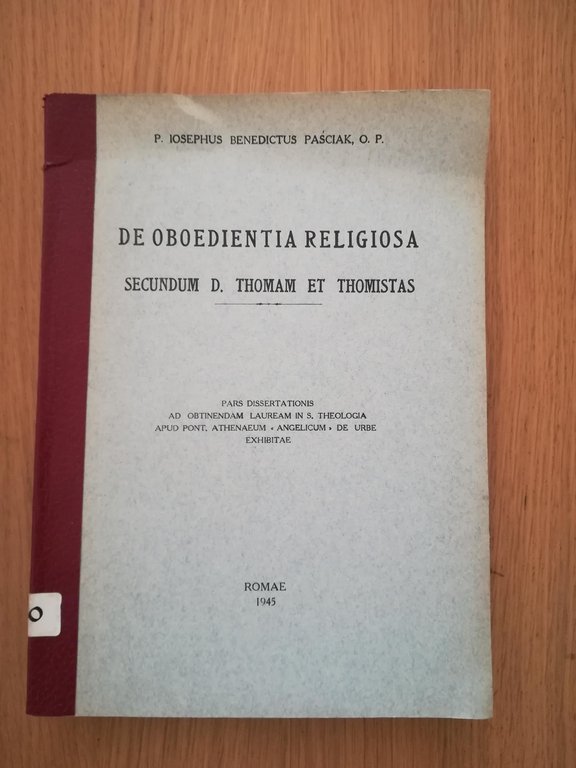 P. IOSEPHUS BENEDICTUS PAŚCIAK, O. P.
DE OBOEDIENTIA RELIGIOSA
SECUNDUM D. THOMAM ET THOMISTAS
PARS DISSERTATIONIS
AD OBTINENDAM LAUREAM IN S. THEOLOGIA
APUD PONT. ATHENAEUM « ANGELICUM » DE URBE
EXHIBITAE
ROMAE
1945
O